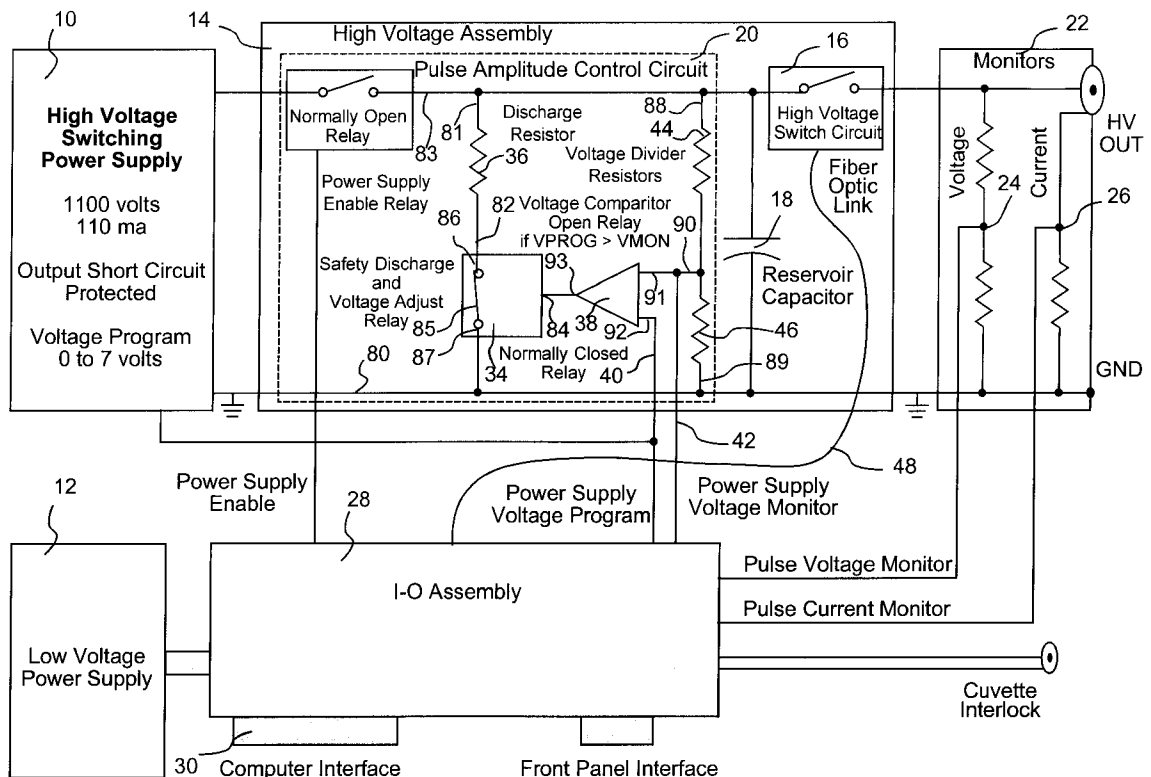 10
14
High Voltage Assembly
20
16
22
Pulse Amplitude Control Circuit
Monitors
High Voltage
Switching
Power Supply
1100 volts
110 ma
Output Short Circuit
Protected
Voltage Program
0 to 7 volts
Normally Open
Relay
83
81
Discharge
Resistor
36
88
44
Voltage Divider
Resistors
High Voltage
Switch Circuit
Fiber
Optic
Link
Voltage
Current
HV
OUT
24
26
Power Supply
Enable Relay
82
86
Voltage Comparitor
Open Relay
if VPROG > VMON
90
18
Reservoir
Capacitor
Safety Discharge
and
Voltage Adjust
Relay
85
87
93
84
38
91
92
46
34
Normally Closed
Relay
40
89
80
GND
42
48
Power Supply
Enable
Power Supply
Voltage Program
Power Supply
Voltage Monitor
12
28
I-O Assembly
Pulse Voltage Monitor
Pulse Current Monitor
Low Voltage
Power Supply
Cuvette
Interlock
30
Computer Interface
Front Panel Interface